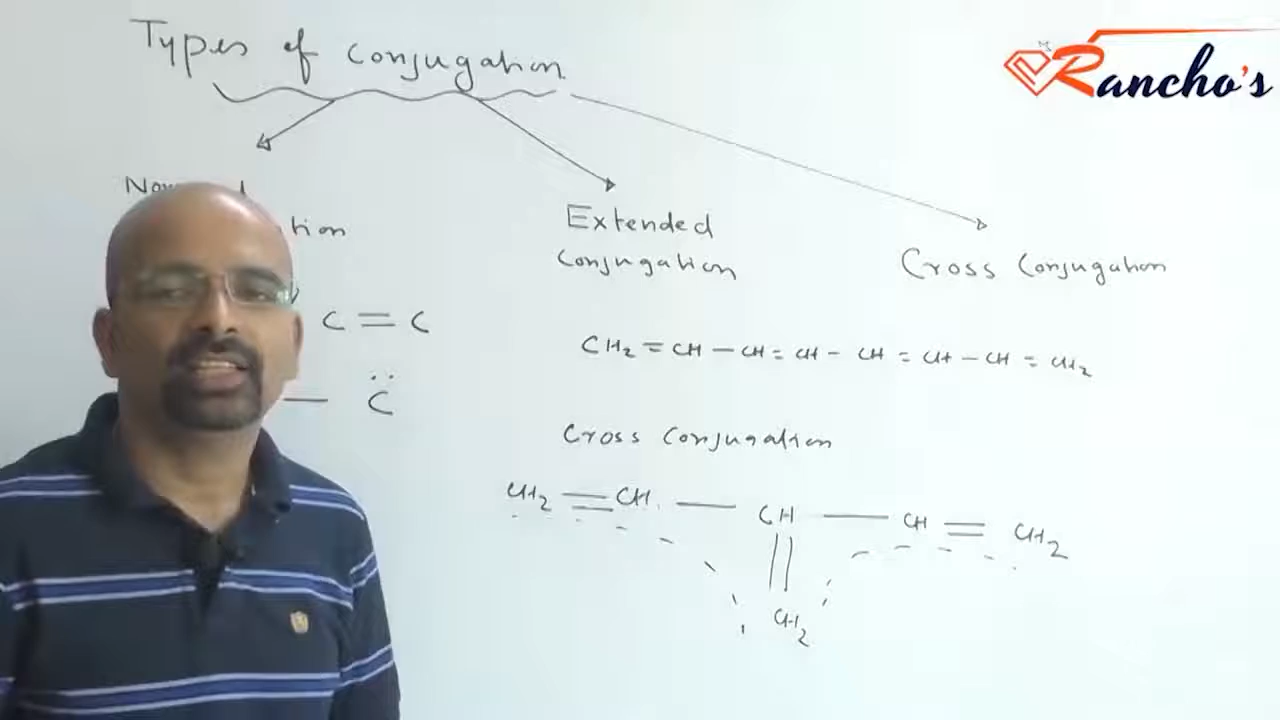 Types of Conjugation
Rancho's
Extended
Conjugation
Cross Conjugation
C = C
CH2 = CH — CH = CH — CH = CH — CH = CH2
— C̈
Cross Conjugation
CH2 = CH — CH — CH = CH2
||
CH2